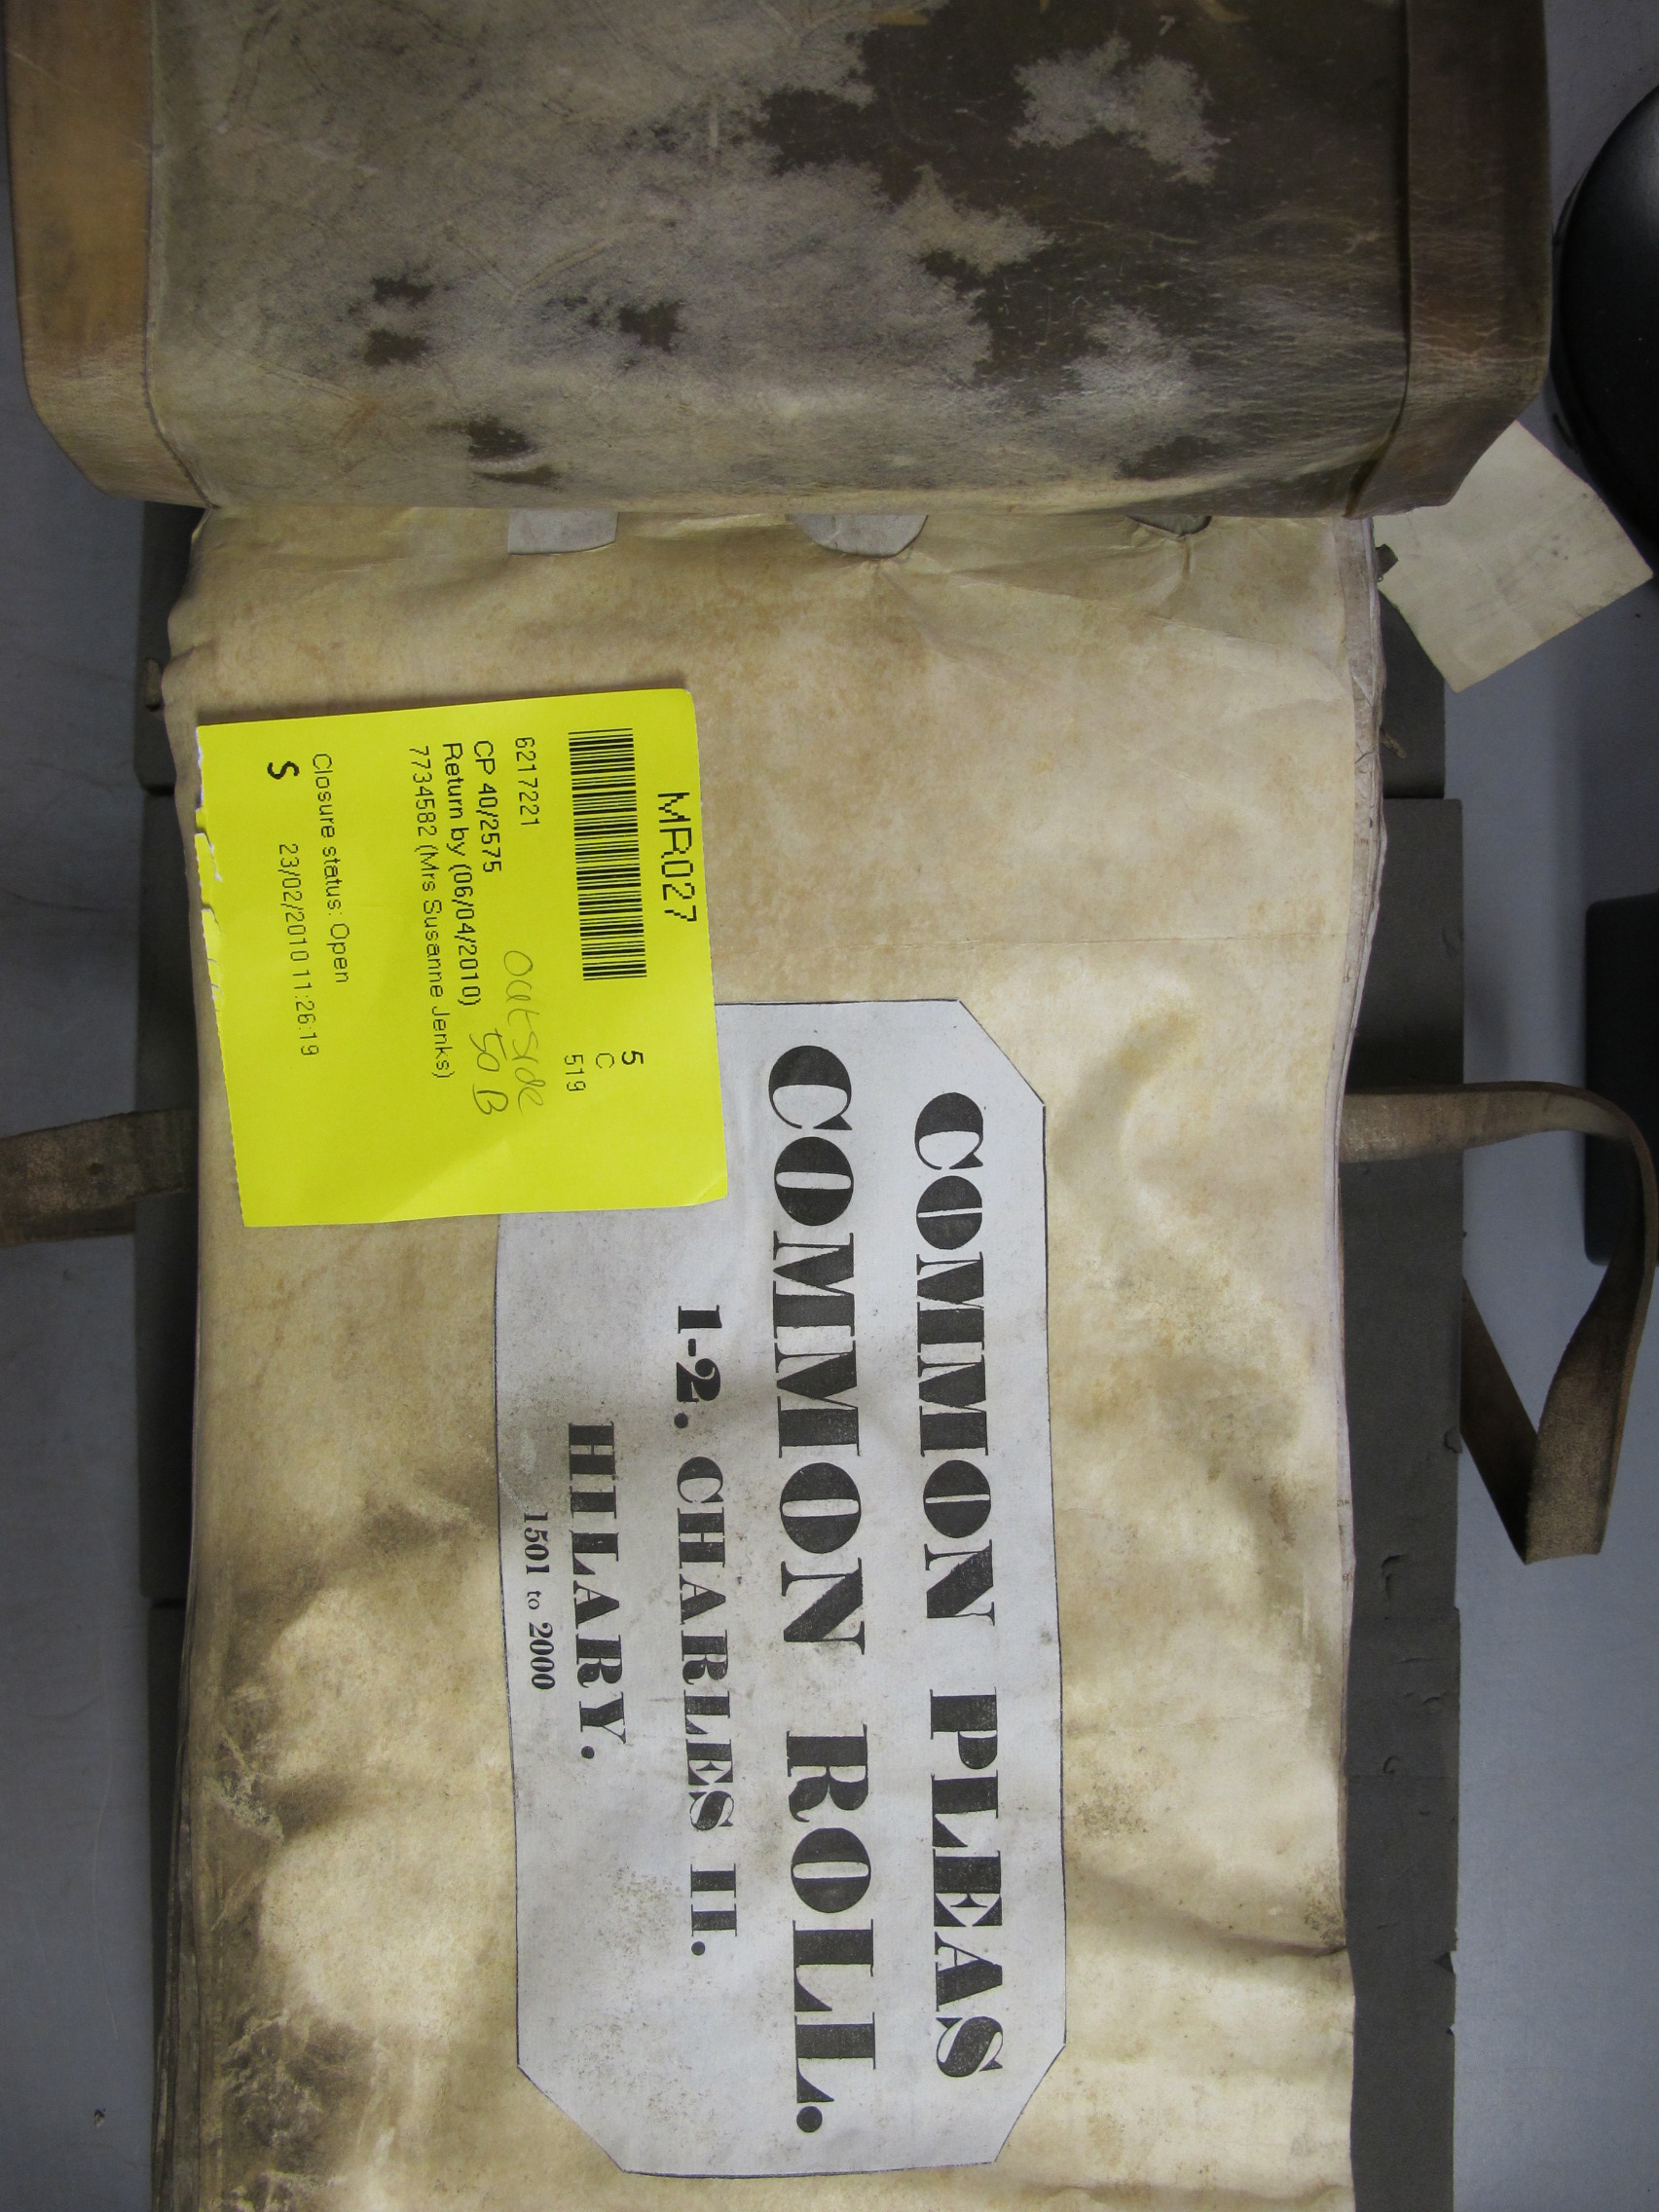 COMMON PLEAS
COMMON ROLL.
1-2. CHARLES II.
HILARY.
1501 to 2000
MR027
5
C
519
6217221
CP 40/2575
Return by (06/04/2010)
7734582 (Mrs Susanne Jenks)
outside
50 B
Closure status: Open
S 23/02/2010 11:26:19